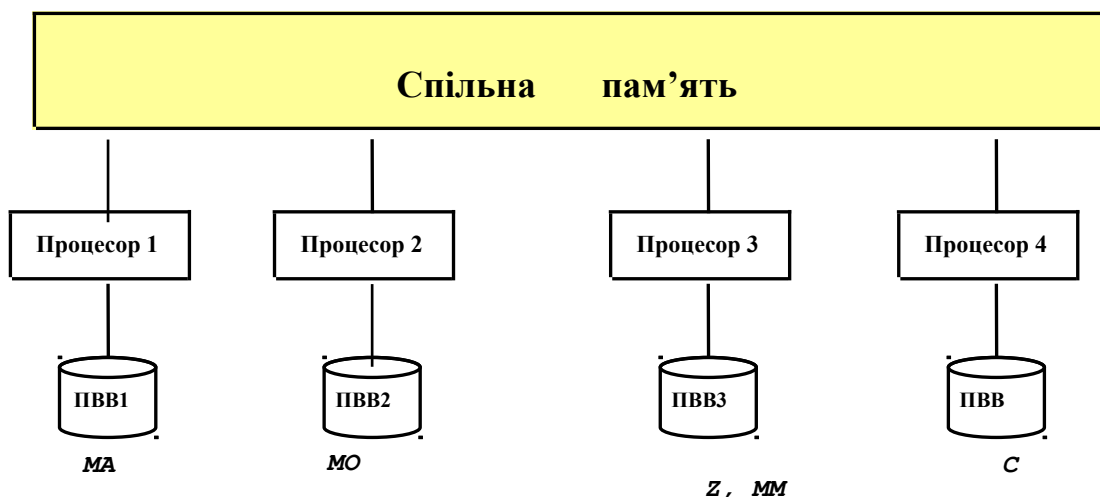 Спільна пам’ять
Процесор 1 Процесор 2 Процесор 3 Процесор 4
ПВВ1 ПВВ2 ПВВ3 ПВВ
MA MO C
Z, MM